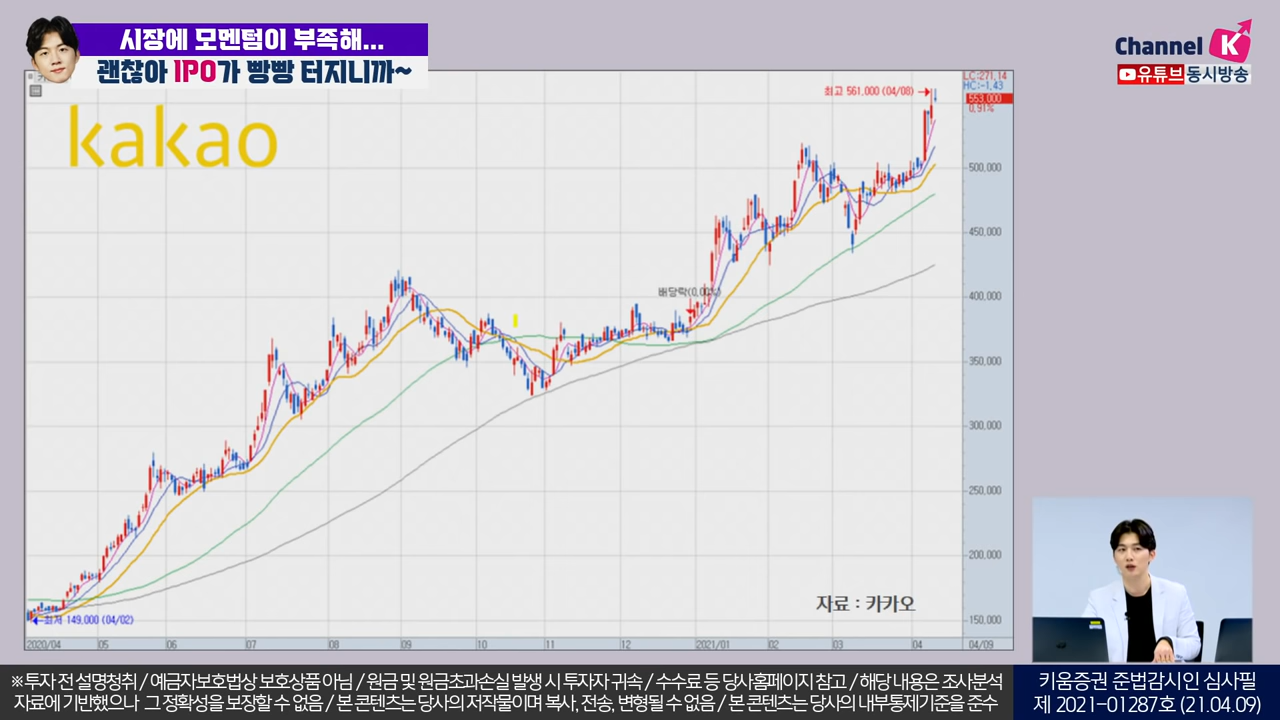 시장에 모멘텀이 부족해...
괜찮아 IPO가 빵빵 터지니까~
Channel K
유튜브동시방송
kakao
LC:271.14
HC:-1.43
최고 561,000 (04/08)
553,000
0.91%
500,000
450,000
배당락(0.00%)
400,000
350,000
300,000
250,000
200,000
자료 : 카카오
최저 149,000 (04/02)
150,000
2020/04 05 06 07 08 09 10 11 12 2021/01 02 03 04 04/09
※투자 전 설명청취 / 예금자보호법상 보호상품 아님 / 원금 및 원금초과손실 발생 시 투자자 귀속 / 수수료 등 당사홈페이지 참고 / 해당 내용은 조사분석
자료에 기반했으나 그 정확성을 보장할 수 없음 / 본 콘텐츠는 당사의 저작물이며 복사, 전송, 변형될 수 없음 / 본 콘텐츠는 당사의 내부통제기준을 준수
키움증권 준법감시인 심사필
제 2021-01287호 (21.04.09)